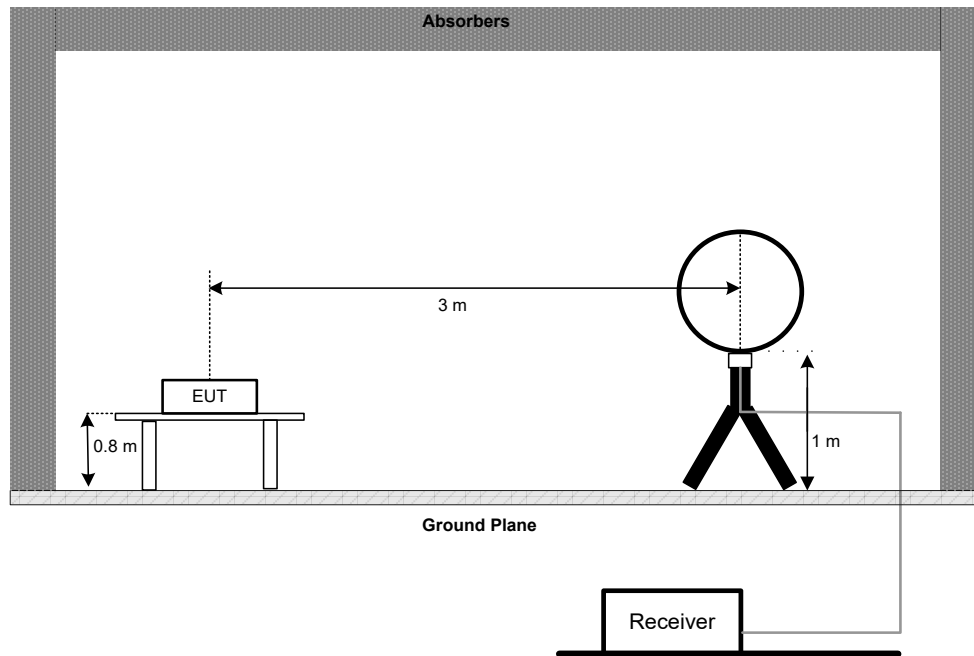 Absorbers
3 m
EUT
0.8 m
1 m
Ground Plane
Receiver